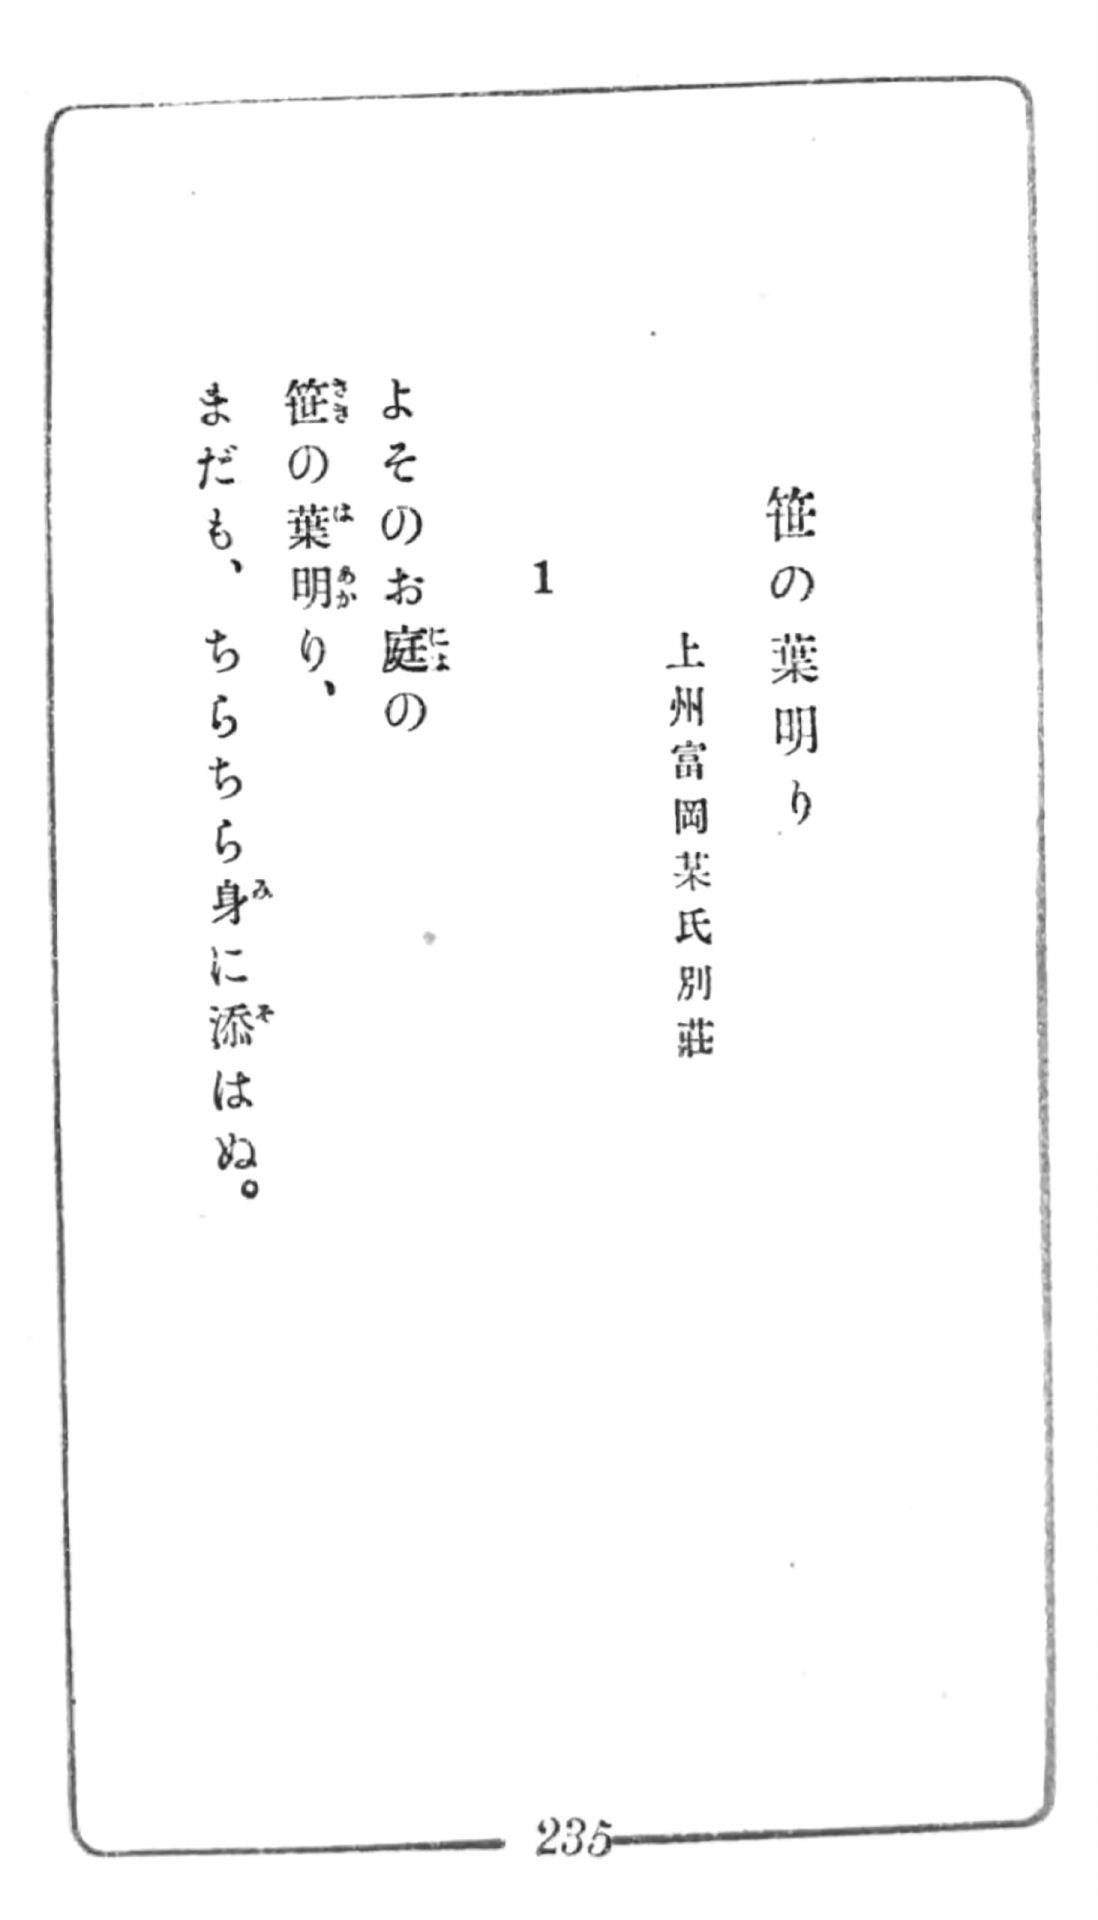 笹の葉明り
上州富岡某氏別莊
1
よそのお庭の
笹の葉明り、
まだも、ちらちら身に添はぬ。
235